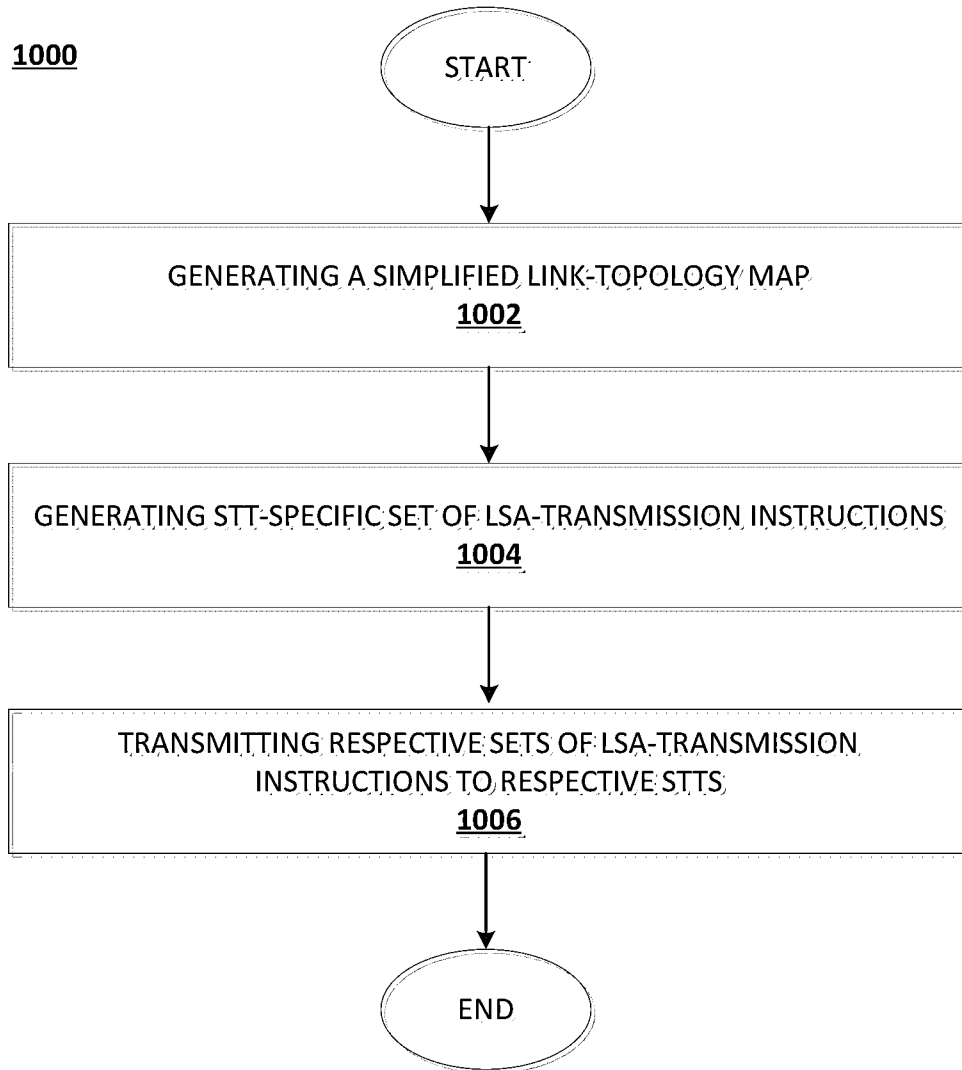 1000
START
GENERATING A SIMPLIFIED LINK-TOPOLOGY MAP
1002
GENERATING STT-SPECIFIC SET OF LSA-TRANSMISSION INSTRUCTIONS
1004
TRANSMITTING RESPECTIVE SETS OF LSA-TRANSMISSION
INSTRUCTIONS TO RESPECTIVE STTS
1006
END